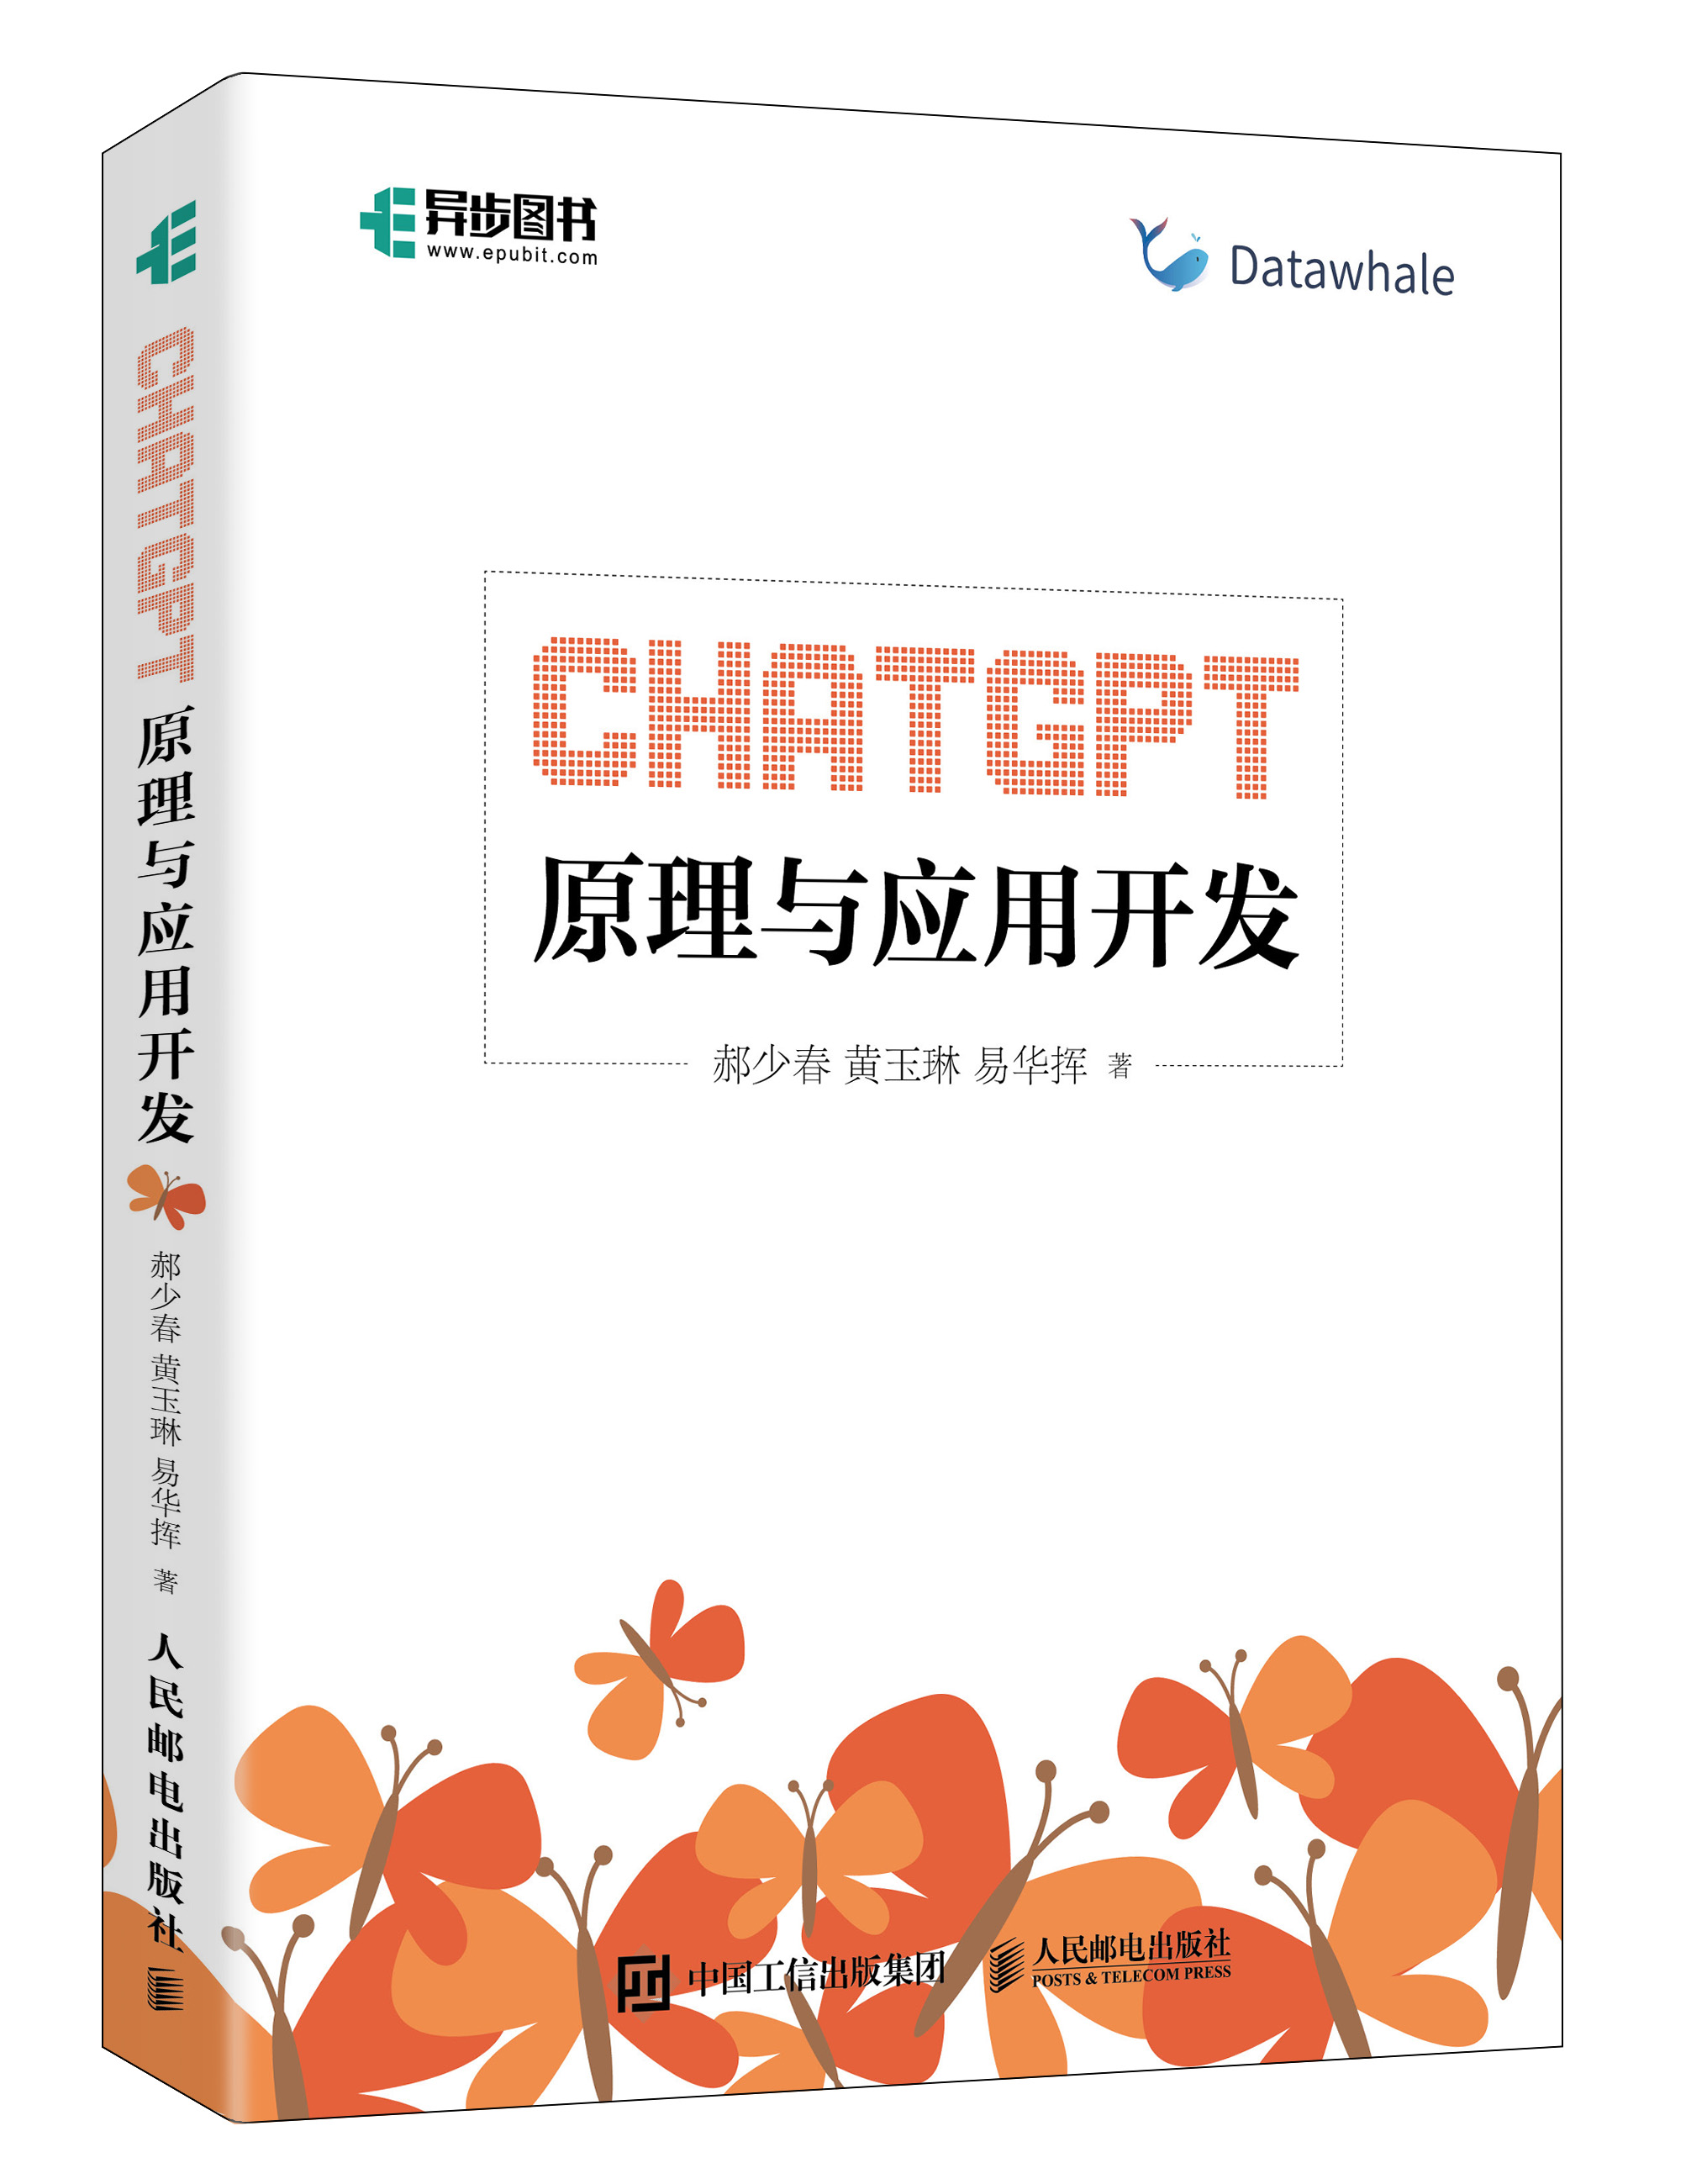 异步图书
www.epubit.com
Datawhale
CHATGPT
原理与应用开发
郝少春 黄玉琳 易华挥 著
中国工信出版集团
人民邮电出版社
POSTS & TELECOM PRESS
CHATGPT 原理与应用开发
郝少春 黄玉琳 易华挥 著
人民邮电出版社